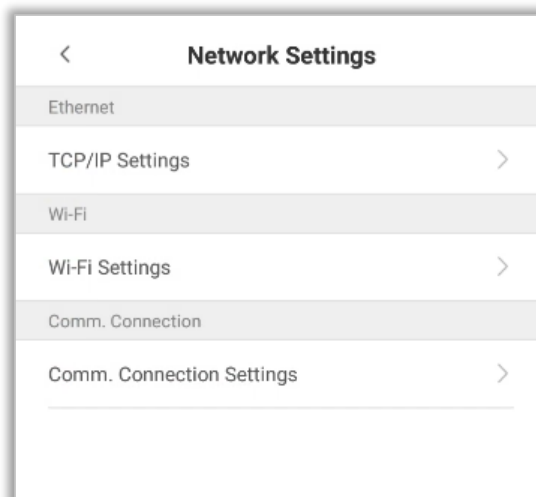 Network Settings
Ethernet
TCP/IP Settings
Wi-Fi
Wi-Fi Settings
Comm. Connection
Comm. Connection Settings